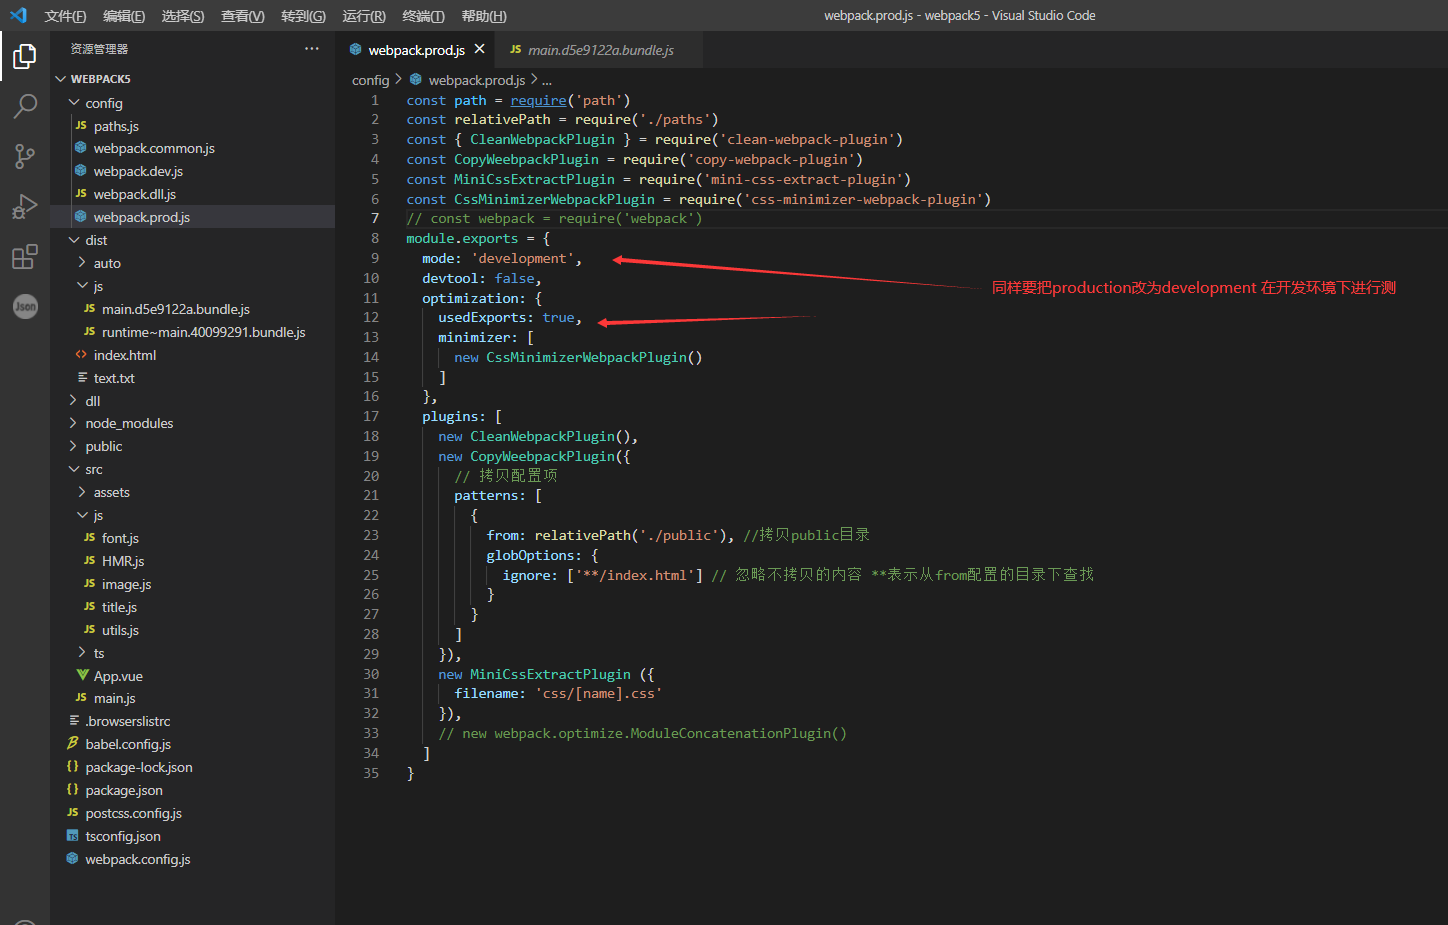 文件(F) 编辑(E) 选择(S) 查看(V) 转到(G) 运行(R) 终端(T) 帮助(H) webpack.prod.js - webpack5 - Visual Studio Code
资源管理器 ···
WEBPACK5
config
JS paths.js
webpack.common.js
webpack.dev.js
JS webpack.dll.js
webpack.prod.js
dist
auto
js
JS main.d5e9122a.bundle.js
JS runtime~main.40099291.bundle.js
<> index.html
text.txt
dll
node_modules
public
src
assets
js
JS font.js
JS HMR.js
JS image.js
JS title.js
JS utils.js
ts
App.vue
JS main.js
.browserslistrc
babel.config.js
{} package-lock.json
{} package.json
JS postcss.config.js
TS tsconfig.json
webpack.config.js
Json
webpack.prod.js JS main.d5e9122a.bundle.js
config > webpack.prod.js > ...
1 const path = require('path')
2 const relativePath = require('./paths')
3 const { CleanWebpackPlugin } = require('clean-webpack-plugin')
4 const CopyWeebpackPlugin = require('copy-webpack-plugin')
5 const MiniCssExtractPlugin = require('mini-css-extract-plugin')
6 const CssMinimizerWebpackPlugin = require('css-minimizer-webpack-plugin')
7 // const webpack = require('webpack')
8 module.exports = {
9 mode: 'development',
10 devtool: false,
11 optimization: {
12 usedExports: true,
13 minimizer: [
14 new CssMinimizerWebpackPlugin()
15 ]
16 },
17 plugins: [
18 new CleanWebpackPlugin(),
19 new CopyWeebpackPlugin({
20 // 拷贝配置项
21 patterns: [
22 {
23 from: relativePath('./public'), //拷贝public目录
24 globOptions: {
25 ignore: ['**/index.html'] // 忽略不拷贝的内容 **表示从from配置的目录下查找
26 }
27 }
28 ]
29 }),
30 new MiniCssExtractPlugin ({
31 filename: 'css/[name].css'
32 }),
33 // new webpack.optimize.ModuleConcatenationPlugin()
34 ]
35 }
同样要把production改为development 在开发环境下进行测